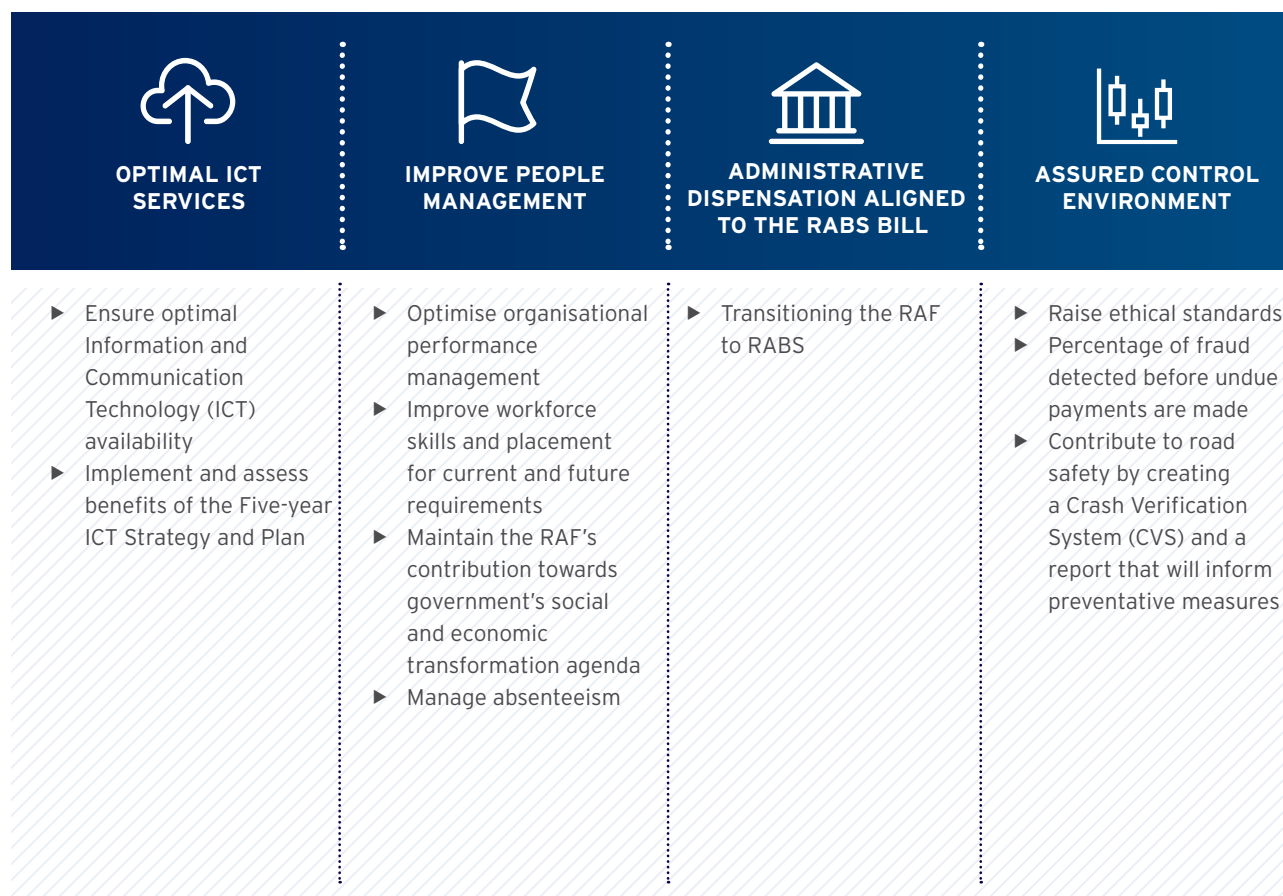 OPTIMAL ICT
SERVICES
IMPROVE PEOPLE
MANAGEMENT
ADMINISTRATIVE
DISPENSATION ALIGNED
TO THE RABS BILL
ASSURED CONTROL
ENVIRONMENT
Ensure optimal
Information and
Communication
Technology (ICT)
availability
Implement and assess
benefits of the Five-year
ICT Strategy and Plan
Optimise organisational
performance
management
Improve workforce
skills and placement
for current and future
requirements
Maintain the RAF's
contribution towards
government's social
and economic
transformation agenda
Manage absenteeism
Transitioning the RAF
to RABS
Raise ethical standards
Percentage of fraud
detected before undue
payments are made
Contribute to road
safety by creating
a Crash Verification
System (CVS) and a
report that will inform
preventative measures